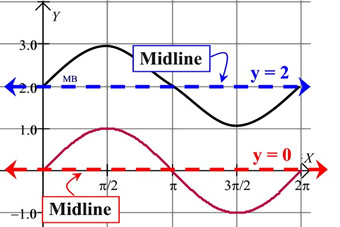 Y
3.0
Midline
y = 2
MB
2.0
1.0
y = 0
X
π/2
π
3π/2
2π
Midline
−1.0